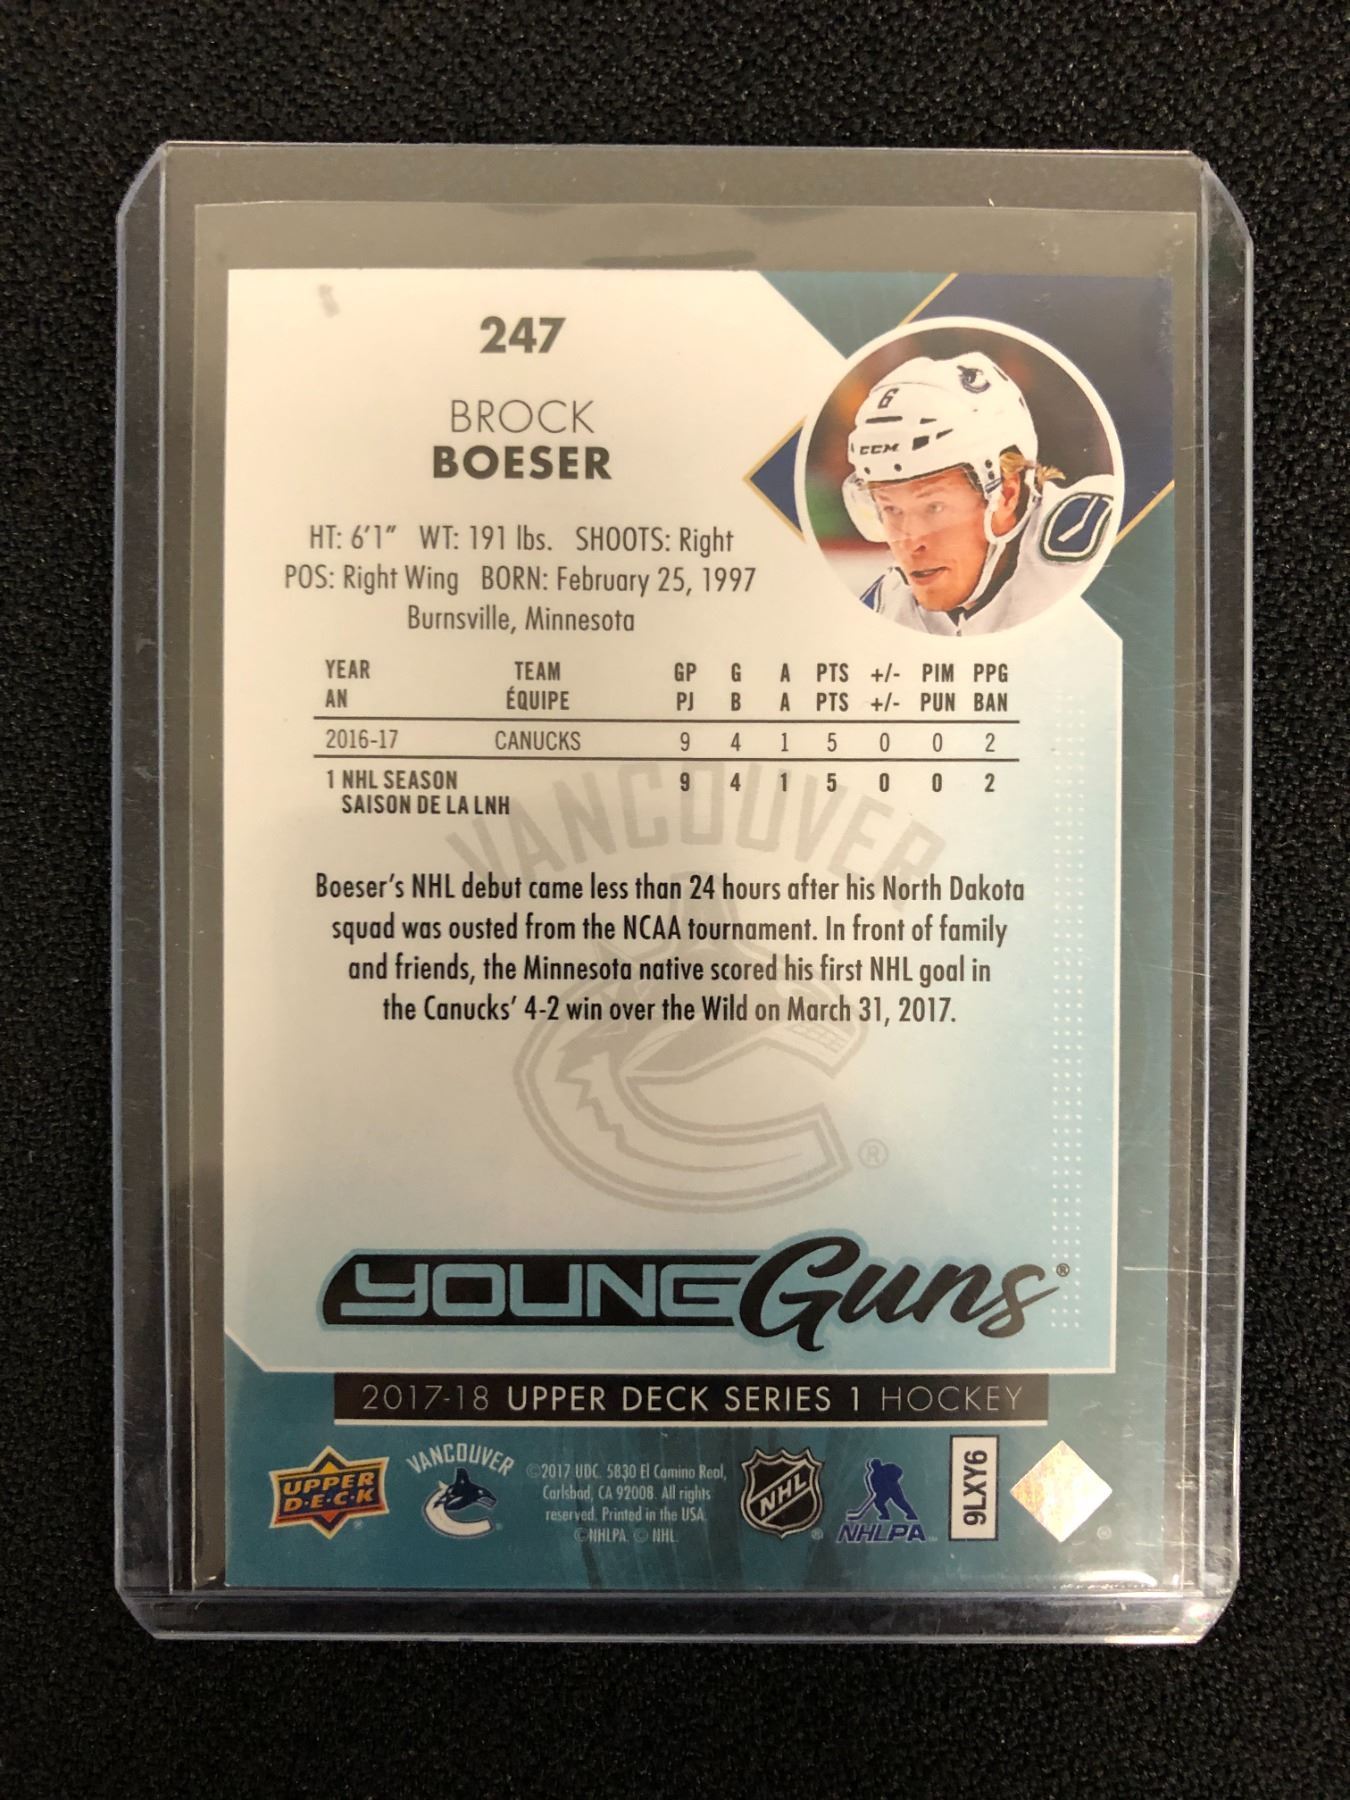 247
BROCK
BOESER
6
CCM
HT: 6'1" WT: 191 lbs. SHOOTS: Right
POS: Right Wing BORN: February 25, 1997
Burnsville, Minnesota
YEAR TEAM GP G A PTS +/- PIM PPG
AN ÉQUIPE PJ B A PTS +/- PUN BAN
2016-17 CANUCKS 9 4 1 5 0 0 2
1 NHL SEASON 9 4 1 5 0 0 2
SAISON DE LA LNH
VANCOUVER
Boeser's NHL debut came less than 24 hours after his North Dakota
squad was ousted from the NCAA tournament. In front of family
and friends, the Minnesota native scored his first NHL goal in
the Canucks' 4-2 win over the Wild on March 31, 2017.
®
YOUNG Guns®
2017-18 UPPER DECK SERIES 1 HOCKEY
UPPER
D·E·C·K
®
VANCOUVER
®
©2017 UDC. 5830 El Camino Real,
Carlsbad, CA 92008. All rights
reserved. Printed in the USA.
©NHLPA. © NHL.
NHL
®
NHLPA
9LXY6
®